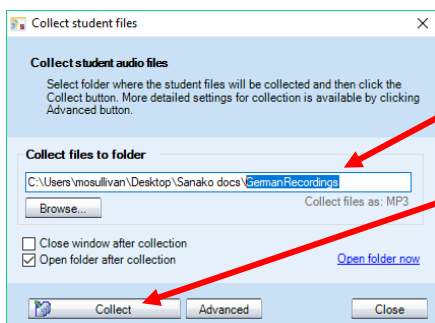 Collect student files
Collect student audio files
Select folder where the student files will be collected and then click the
Collect button. More detailed settings for collection is available by clicking
Advanced button.
Collect files to folder
C:\Users\mosullivan\Desktop\Sanako docs\GermanRecordings
Browse...
Collect files as: MP3
Close window after collection
Open folder after collection
Open folder now
Collect
Advanced
Close